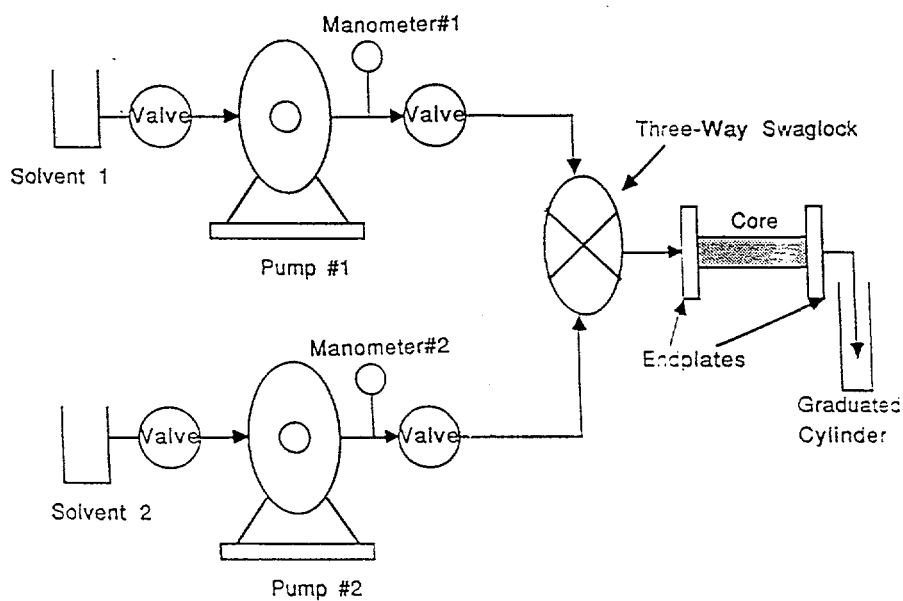 Manometer#1
Valve
Valve
Three-Way Swaglock
Solvent 1
Core
Pump #1
Manometer#2
Endplates
Valve
Valve
Graduated
Cylinder
Solvent 2
Pump #2